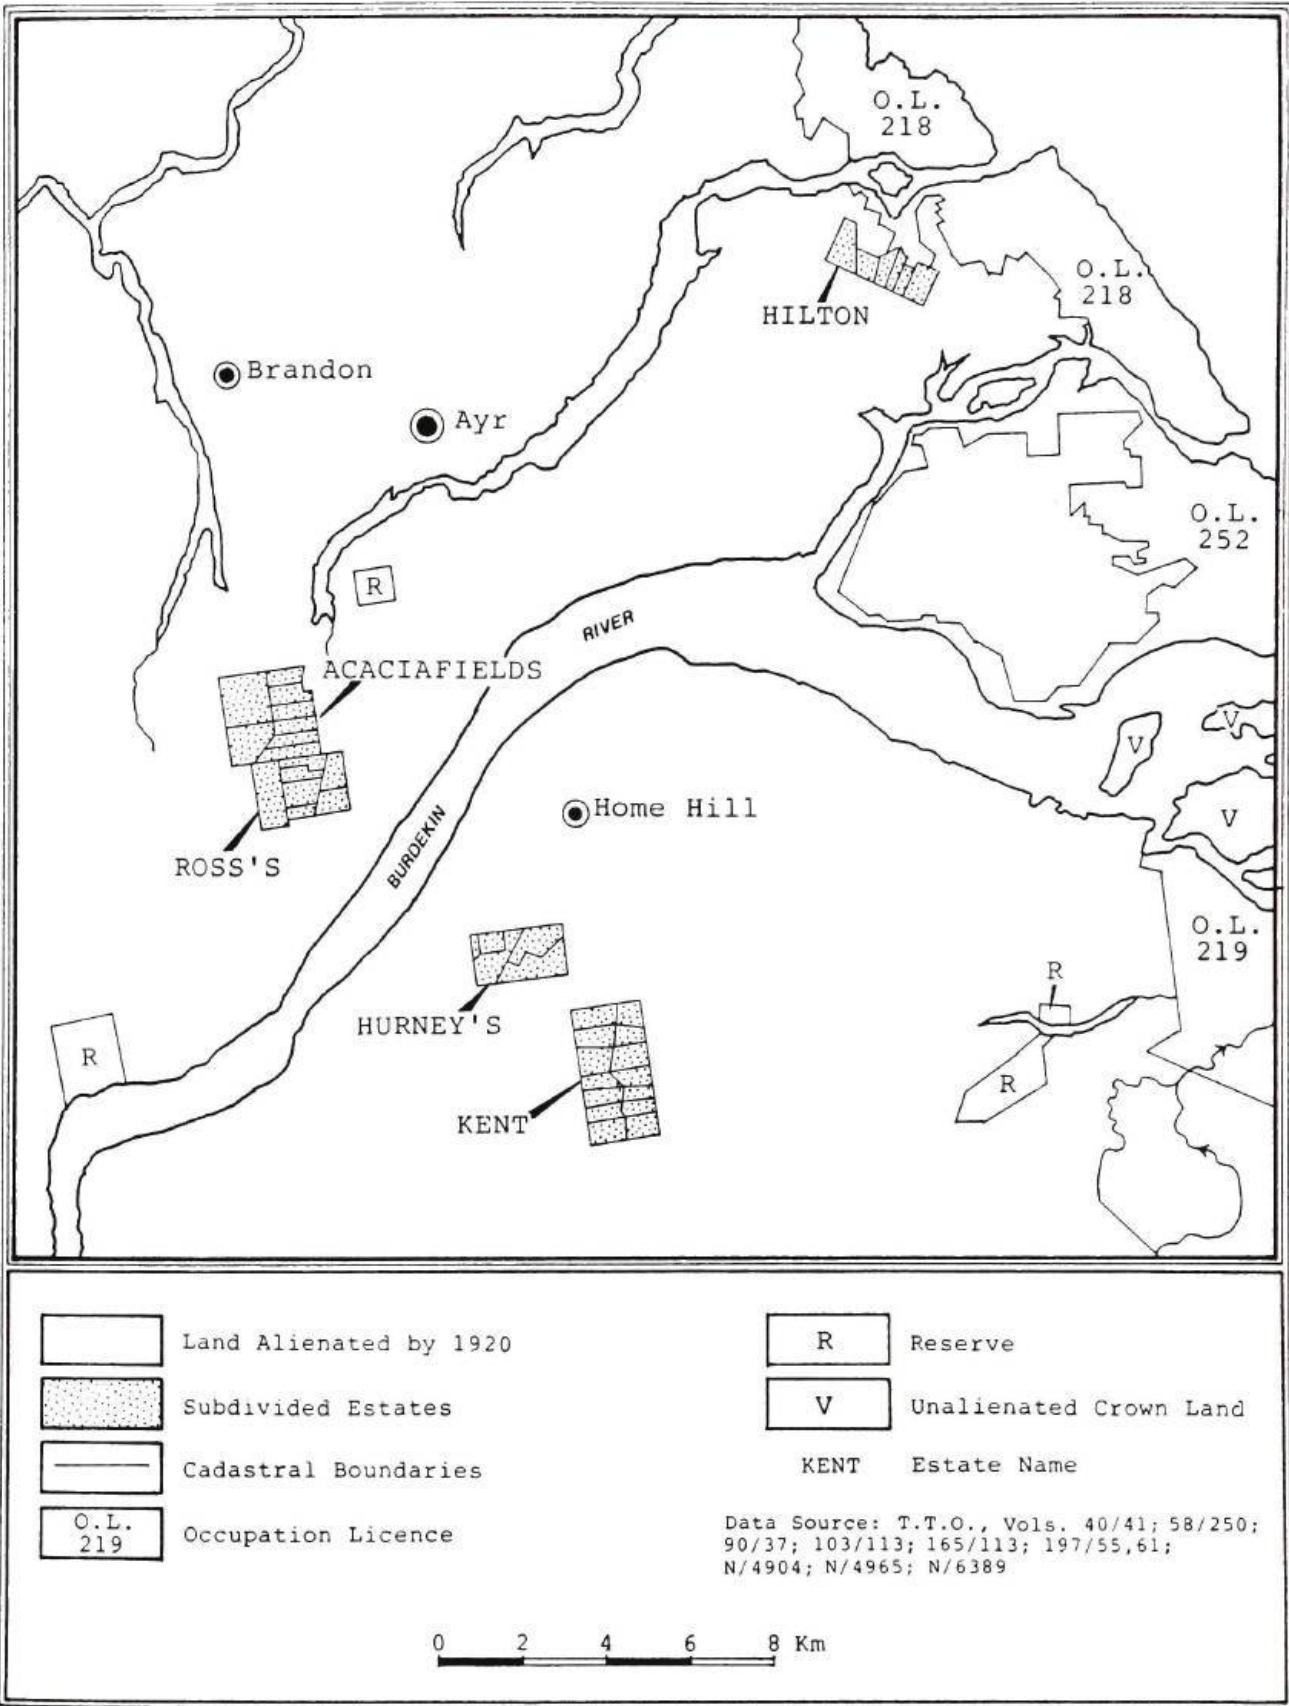 O.L.
218
O.L.
218
HILTON
Brandon
Ayr
O.L.
252
R
RIVER
ACACIAFIELDS
V
V
Home Hill
V
BURDEKIN
ROSS'S
O.L.
219
R
HURNEY'S
R
R
KENT
Land Alienated by 1920
Subdivided Estates
Cadastral Boundaries
O.L.
219
Occupation Licence
R
Reserve
V
Unalienated Crown Land
KENT
Estate Name
Data Source: T.T.O., Vols. 40/41; 58/250;
90/37; 103/113; 165/113; 197/55,61;
N/4904; N/4965; N/6389
0 2 4 6 8 Km